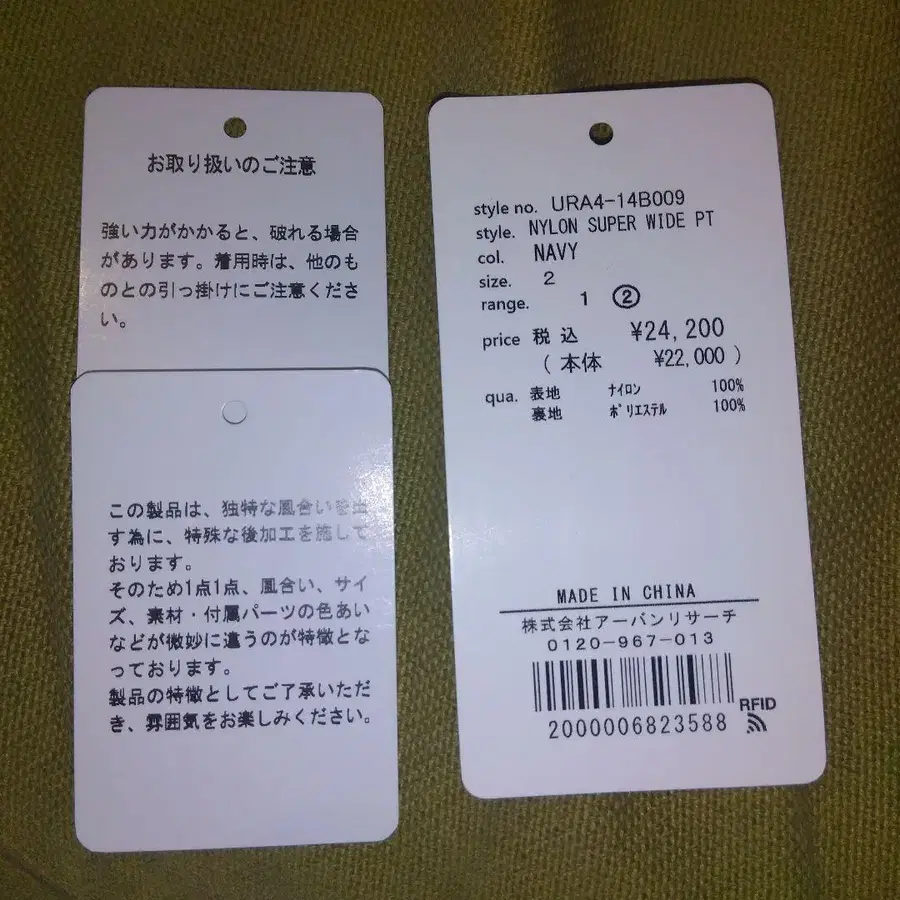 お取り扱いのご注意
強い力がかかると、破れる場合
があります。着用時は、他のも
のとの引っ掛けにご注意くださ
い。
この製品は、独特な風合いを出
す為に、特殊な後加工を施して
おります。
そのため1点1点、風合い、サイ
ズ、素材・付属パーツの色あい
などが微妙に違うのが特徴とな
っております。
製品の特徴としてご了承いただ
き、雰囲気をお楽しみください。
style no. URA4-14B009
style. NYLON SUPER WIDE PT
col. NAVY
size. 2
range. 1 ②
price 税込 ¥24,200
( 本体 ¥22,000 )
qua. 表地 ナイロン 100%
裏地 ポリエステル 100%
MADE IN CHINA
株式会社アーバンリサーチ
0120-967-013
RFID
2000006823588